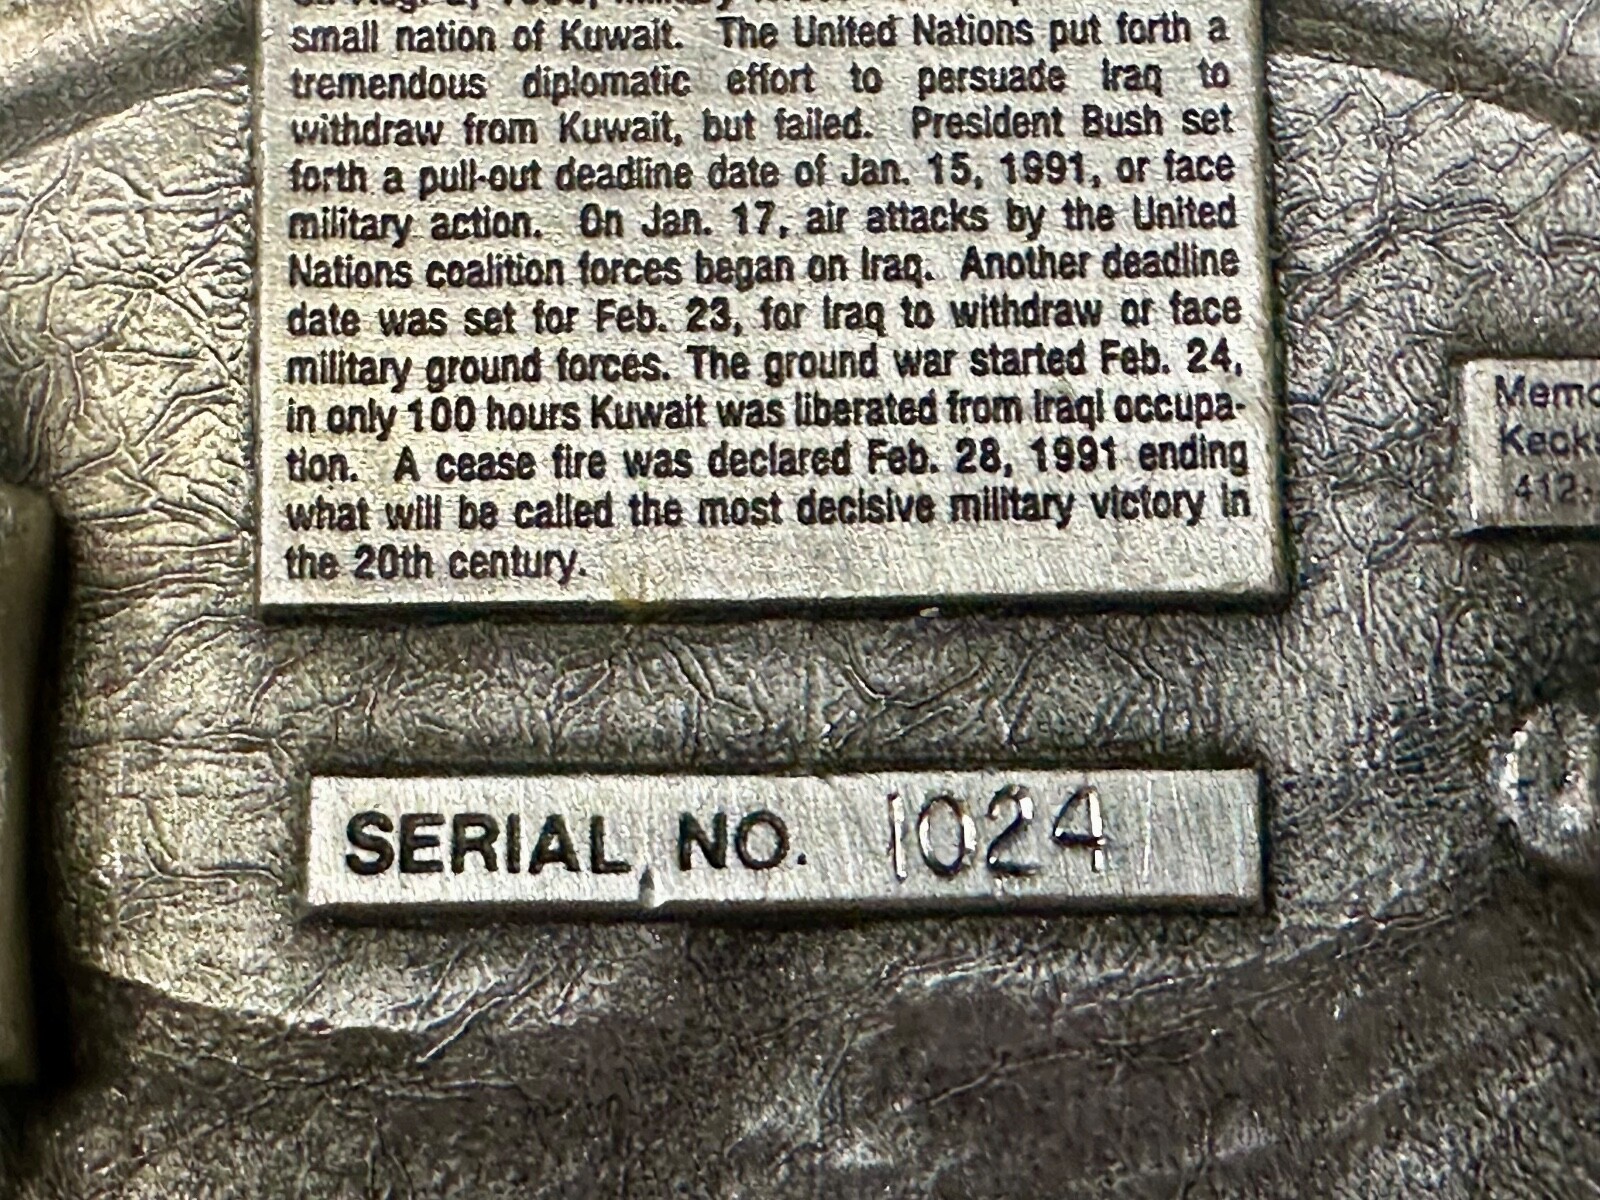 small nation of Kuwait. The United Nations put forth a
tremendous diplomatic effort to persuade Iraq to
withdraw from Kuwait, but failed. President Bush set
forth a pull-out deadline date of Jan. 15, 1991, or face
military action. On Jan. 17, air attacks by the United
Nations coalition forces began on Iraq. Another deadline
date was set for Feb. 23, for Iraq to withdraw or face
military ground forces. The ground war started Feb. 24,
in only 100 hours Kuwait was liberated from Iraqi occupa-
tion. A cease fire was declared Feb. 28, 1991 ending
what will be called the most decisive military victory in
the 20th century.
SERIAL NO. 1024
412